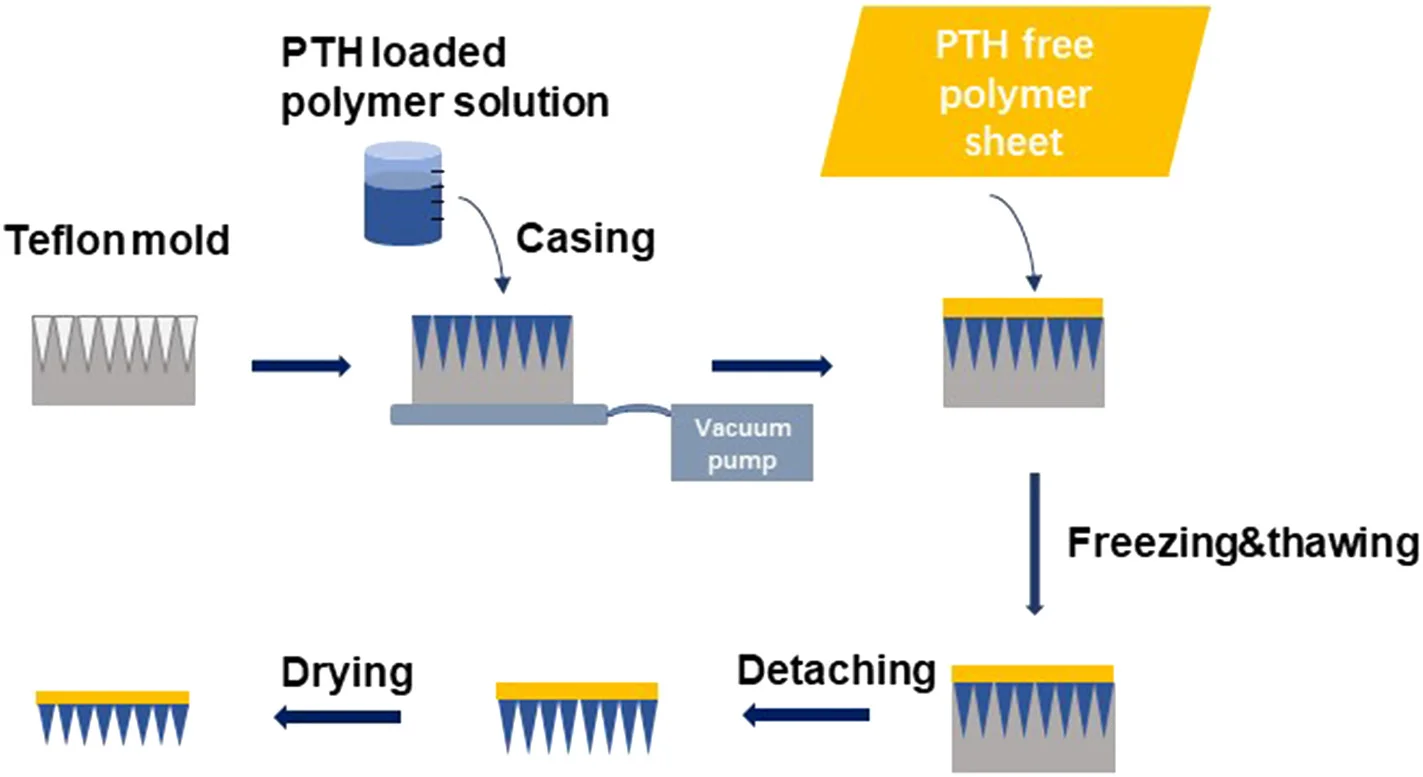 PTH loaded
polymer solution
PTH free
polymer
sheet
Teflon mold
Casing
Vacuum
pump
Freezing&thawing
Detaching
Drying